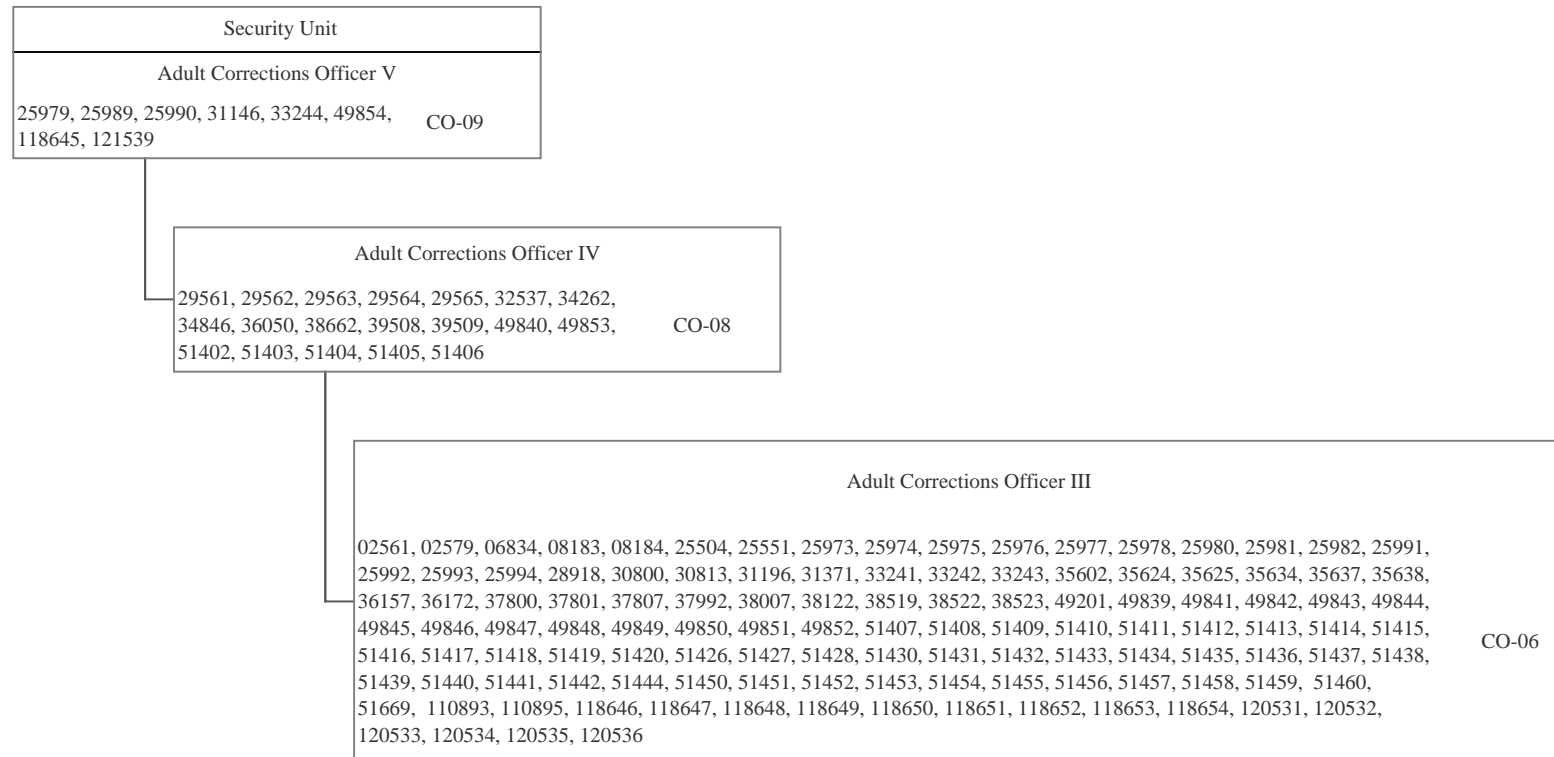 Security Unit
Adult Corrections Officer V
25979, 25989, 25990, 31146, 33244, 49854,
118645, 121539
CO-09
Adult Corrections Officer IV
29561, 29562, 29563, 29564, 29565, 32537, 34262,
34846, 36050, 38662, 39508, 39509, 49840, 49853,
51402, 51403, 51404, 51405, 51406
CO-08
Adult Corrections Officer III
02561, 02579, 06834, 08183, 08184, 25504, 25551, 25973, 25974, 25975, 25976, 25977, 25978, 25980, 25981, 25982, 25991,
25992, 25993, 25994, 28918, 30800, 30813, 31196, 31371, 33241, 33242, 33243, 35602, 35624, 35625, 35634, 35637, 35638,
36157, 36172, 37800, 37801, 37807, 37992, 38007, 38122, 38519, 38522, 38523, 49201, 49839, 49841, 49842, 49843, 49844,
49845, 49846, 49847, 49848, 49849, 49850, 49851, 49852, 51407, 51408, 51409, 51410, 51411, 51412, 51413, 51414, 51415,
51416, 51417, 51418, 51419, 51420, 51426, 51427, 51428, 51430, 51431, 51432, 51433, 51434, 51435, 51436, 51437, 51438,
51439, 51440, 51441, 51442, 51444, 51450, 51451, 51452, 51453, 51454, 51455, 51456, 51457, 51458, 51459,  51460,
51669,  110893, 110895, 118646, 118647, 118648, 118649, 118650, 118651, 118652, 118653, 118654, 120531, 120532,
120533, 120534, 120535, 120536
CO-06